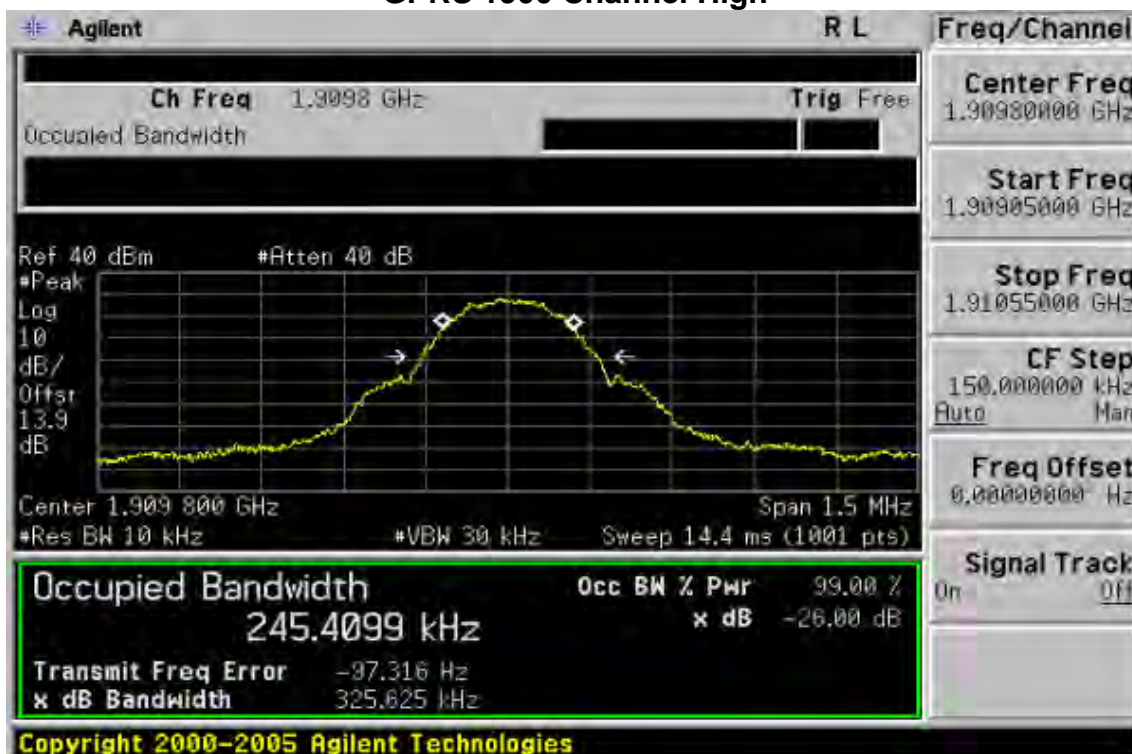 GPRS 1900 Channel High
Agilent R L
Ch Freq 1.9098 GHz Trig Free
Occupied Bandwidth
Ref 40 dBm #Atten 40 dB
#Peak
Log
10
dB/
Offst
13.9
dB
Center 1.909 800 GHz Span 1.5 MHz
#Res BW 10 kHz #VBW 30 kHz Sweep 14.4 ms (1001 pts)
Occupied Bandwidth Occ BW % Pwr 99.00 %
245.4099 kHz x dB -26.00 dB
Transmit Freq Error -97.316 Hz
x dB Bandwidth 325.625 kHz
Copyright 2000-2005 Agilent Technologies
Freq/Channel
Center Freq
1.90980000 GHz
Start Freq
1.90905000 GHz
Stop Freq
1.91055000 GHz
CF Step
150.000000 kHz
Auto Man
Freq Offset
0.00000000 Hz
Signal Track
On Off